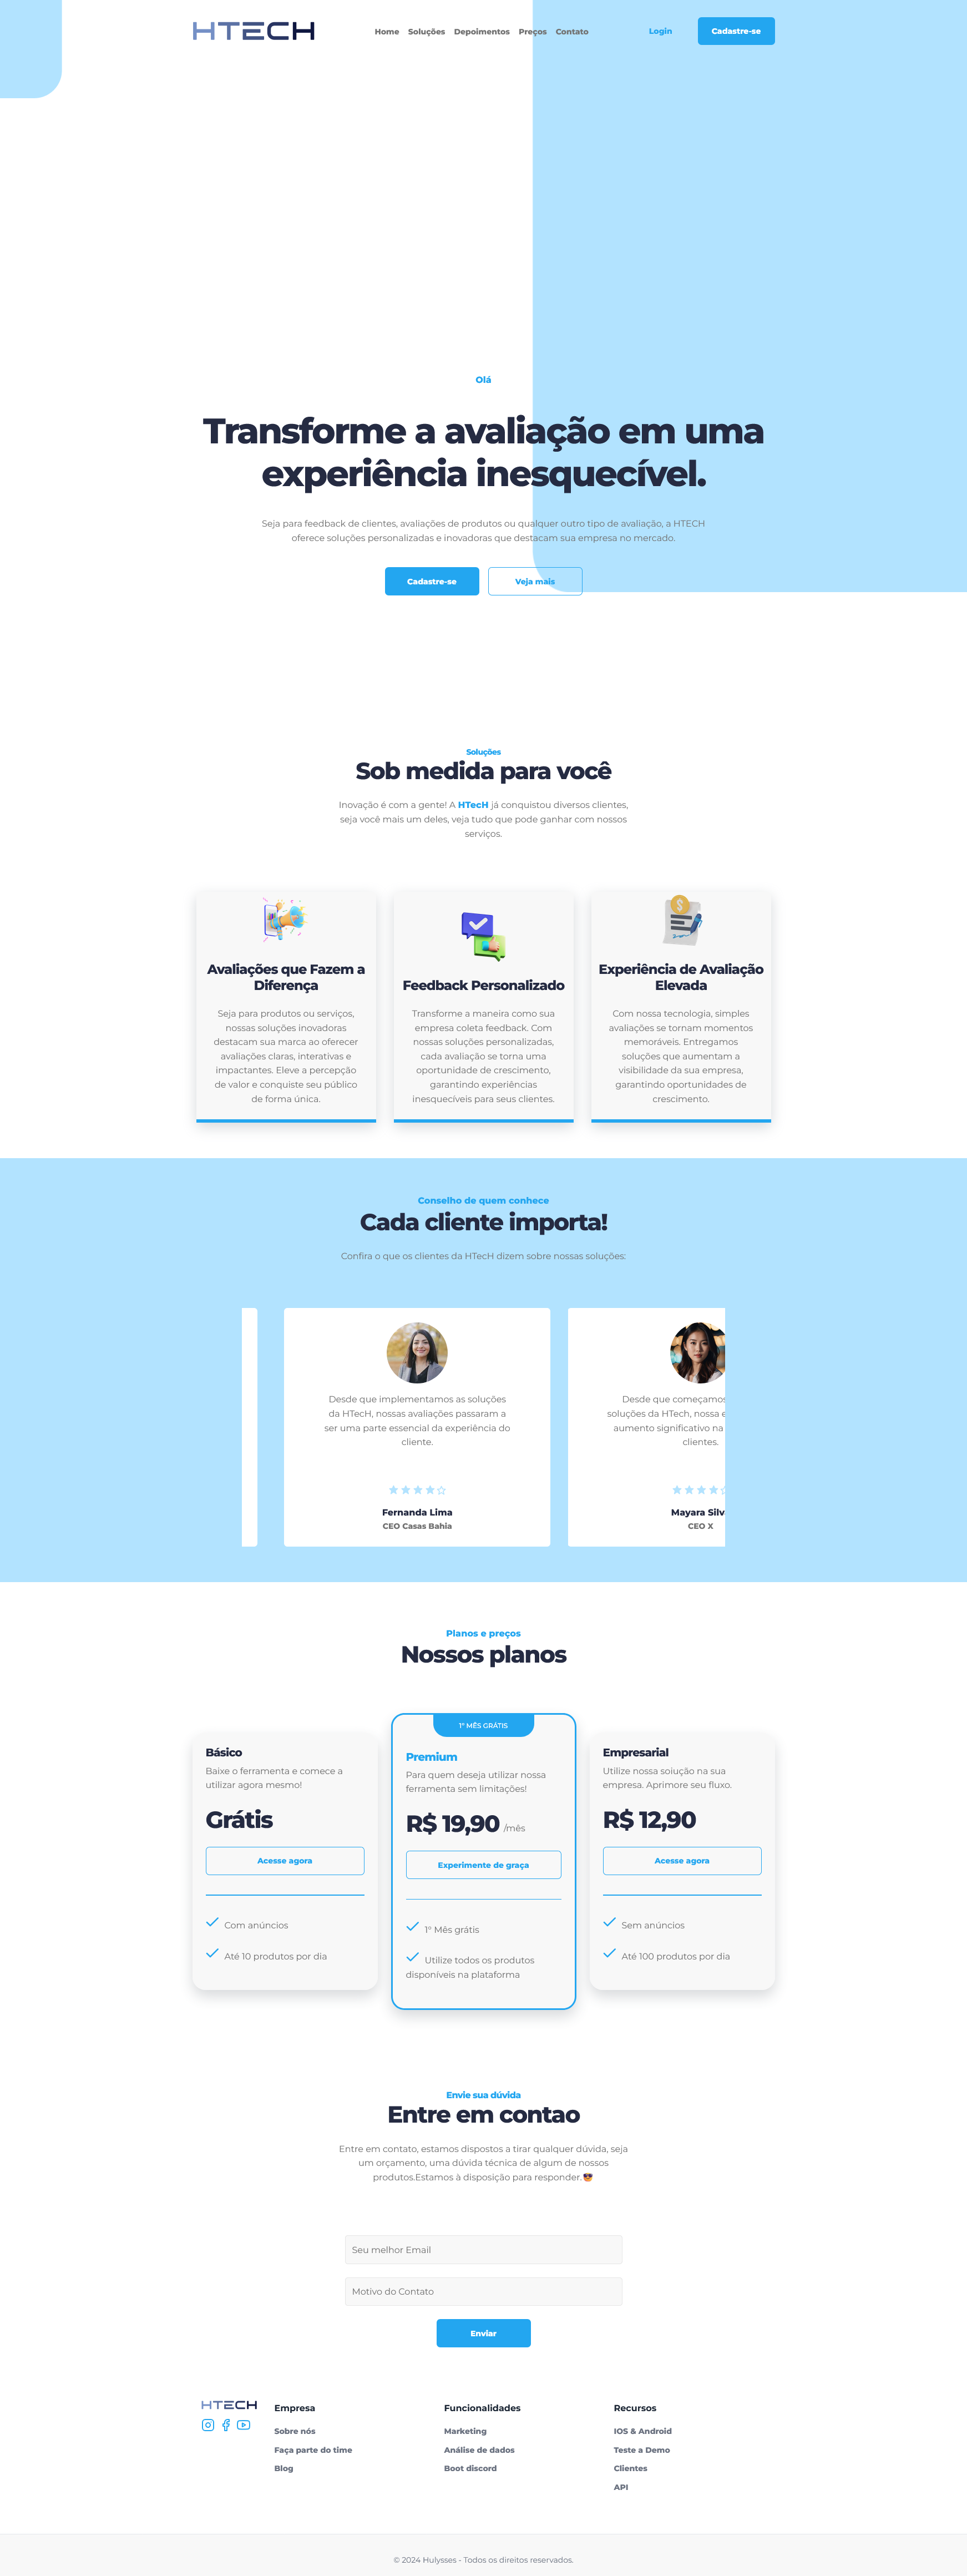 HTECH
Home Soluções Depoimentos Preços Contato
Login
Cadastre-se
Olá
Transforme a avaliação em uma
experiência inesquecível.
Seja para feedback de clientes, avaliações de produtos ou qualquer outro tipo de avaliação, a HTECH
oferece soluções personalizadas e inovadoras que destacam sua empresa no mercado.
Cadastre-se
Veja mais
Soluções
Sob medida para você
Inovação é com a gente! A HTecH já conquistou diversos clientes,
seja você mais um deles, veja tudo que pode ganhar com nossos
serviços.
Avaliações que Fazem a
Diferença
Seja para produtos ou serviços,
nossas soluções inovadoras
destacam sua marca ao oferecer
avaliações claras, interativas e
impactantes. Eleve a percepção
de valor e conquiste seu público
de forma única.
Feedback Personalizado
Transforme a maneira como sua
empresa coleta feedback. Com
nossas soluções personalizadas,
cada avaliação se torna uma
oportunidade de crescimento,
garantindo experiências
inesquecíveis para seus clientes.
Experiência de Avaliação
Elevada
Com nossa tecnologia, simples
avaliações se tornam momentos
memoráveis. Entregamos
soluções que aumentam a
visibilidade da sua empresa,
garantindo oportunidades de
crescimento.
Conselho de quem conhece
Cada cliente importa!
Confira o que os clientes da HTecH dizem sobre nossas soluções:
Desde que implementamos as soluções
da HTecH, nossas avaliações passaram a
ser uma parte essencial da experiência do
cliente.
Fernanda Lima
CEO Casas Bahia
Desde que começamos
soluções da HTech, nossa e
aumento significativo na
clientes.
Mayara Silv
CEO X
Planos e preços
Nossos planos
Básico
Baixe o ferramenta e comece a
utilizar agora mesmo!
Grátis
Acesse agora
Com anúncios
Até 10 produtos por dia
1º MÊS GRÁTIS
Premium
Para quem deseja utilizar nossa
ferramenta sem limitações!
R$ 19,90 /mês
Experimente de graça
1º Mês grátis
Utilize todos os produtos
disponíveis na plataforma
Empresarial
Utilize nossa soiução na sua
empresa. Aprimore seu fluxo.
R$ 12,90
Acesse agora
Sem anúncios
Até 100 produtos por dia
Envie sua dúvida
Entre em contao
Entre em contato, estamos dispostos a tirar qualquer dúvida, seja
um orçamento, uma dúvida técnica de algum de nossos
produtos.Estamos à disposição para responder. 😎
Seu melhor Email
Motivo do Contato
Enviar
HTECH
Empresa
Sobre nós
Faça parte do time
Blog
Funcionalidades
Marketing
Análise de dados
Boot discord
Recursos
IOS & Android
Teste a Demo
Clientes
API
© 2024 Hulysses - Todos os direitos reservados.